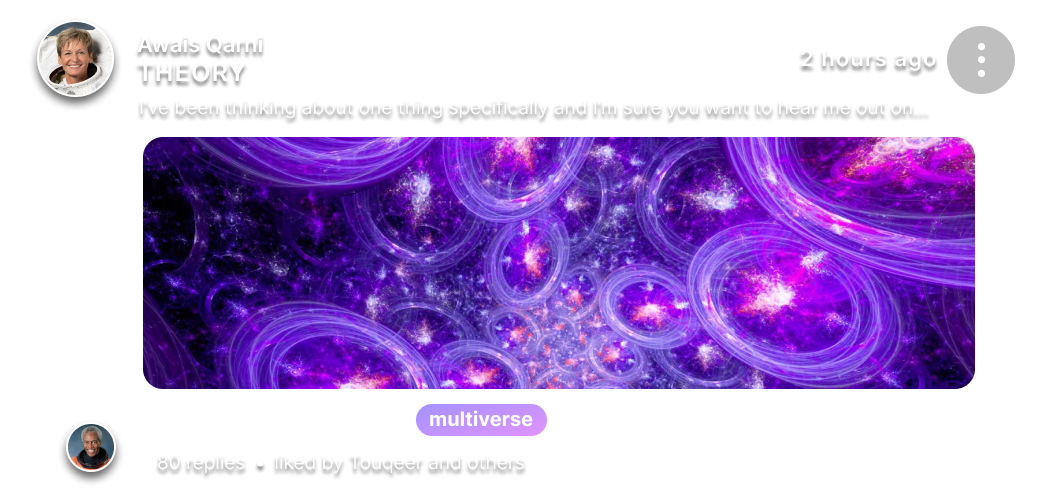 Awais Qarni
THEORY
2 hours ago
I've been thinking about one thing specifically and I'm sure you want to hear me out on...
multiverse
80 replies • liked by Touqeer and others